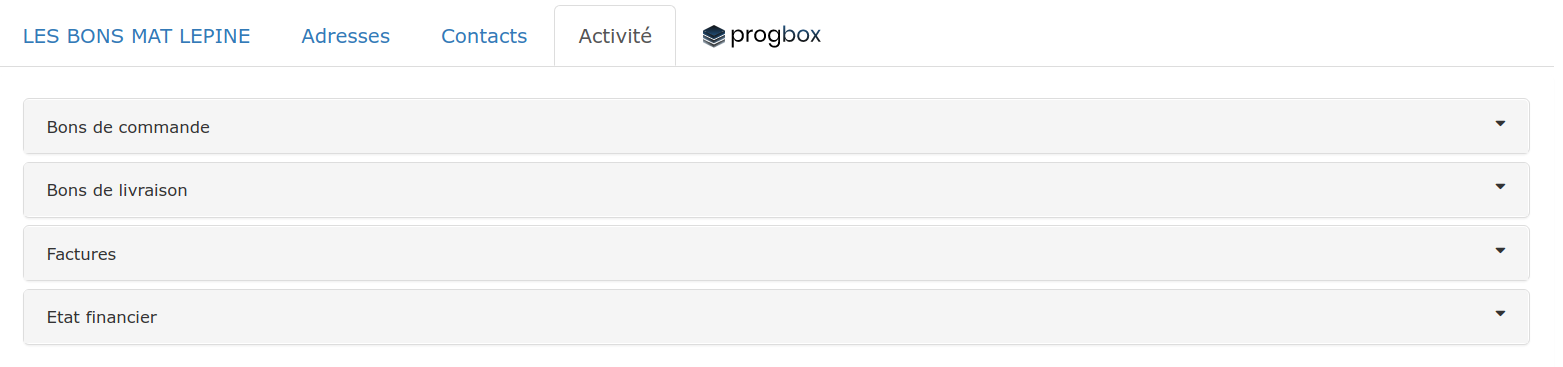 LES BONS MAT LEPINE Adresses Contacts Activité progbox
Bons de commande
Bons de livraison
Factures
Etat financier